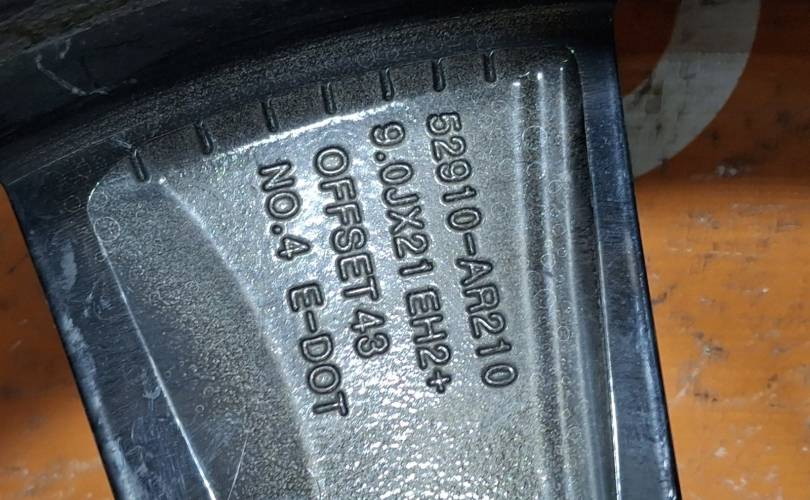 52910-AR210
9.0JX21 EH2+
OFFSET 43
NO.4 E-DOT